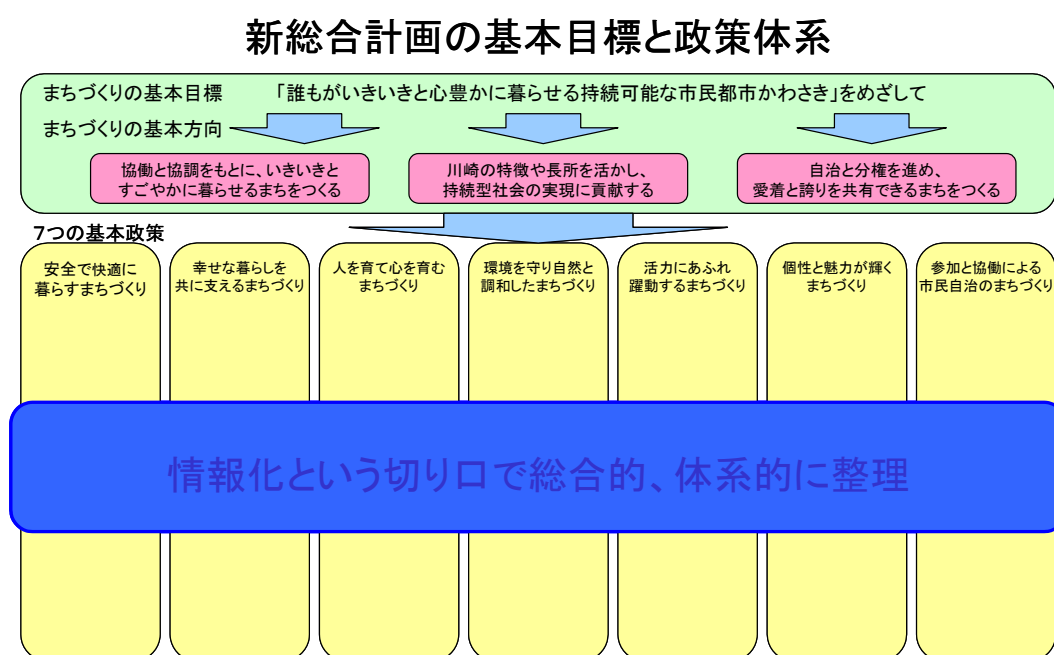 新総合計画の基本目標と政策体系
まちづくりの基本目標 「誰もがいきいきと心豊かに暮らせる持続可能な市民都市かわさき」をめざして
まちづくりの基本方向
協働と協調をもとに、いきいきと
すこやかに暮らせるまちをつくる
川崎の特徴や長所を活かし、
持続型社会の実現に貢献する
自治と分権を進め、
愛着と誇りを共有できるまちをつくる
7つの基本政策
安全で快適に
暮らすまちづくり
幸せな暮らしを
共に支えるまちづくり
人を育て心を育む
まちづくり
環境を守り自然と
調和したまちづくり
活力にあふれ
躍動するまちづくり
個性と魅力が輝く
まちづくり
参加と協働による
市民自治のまちづくり
情報化という切り口で総合的、体系的に整理